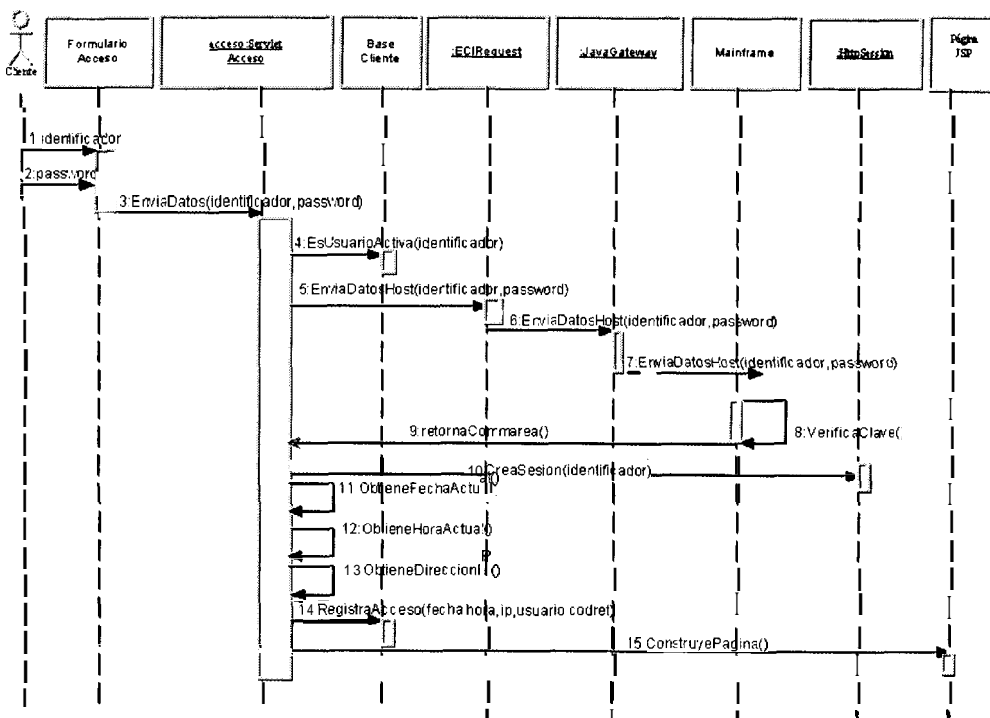 Cliente
Formulario
Acceso
acceso:Servlet
Acceso
Base
Cliente
:ECIRequest
:JavaGateway
Mainframe
:HttpSession
Página
JSP
1:identificador
2:password
3:EnviaDatos(identificador,password)
4:EsUsuarioActiva(identificador)
5:EnviaDatosHost(identificador,password)
6:EnviaDatosHost(identificador,password)
7:EnviaDatosHost(identificador,password)
8:VerificaClave(
9:retornaCommarea()
10:CreaSesion(identificador)
11:ObtieneFechaActual()
12:ObtieneHoraActual()
13:ObtieneDireccionIP()
14:RegistraAcceso(fecha,hora,ip,usuario,codret)
15:ConstruyePagina()